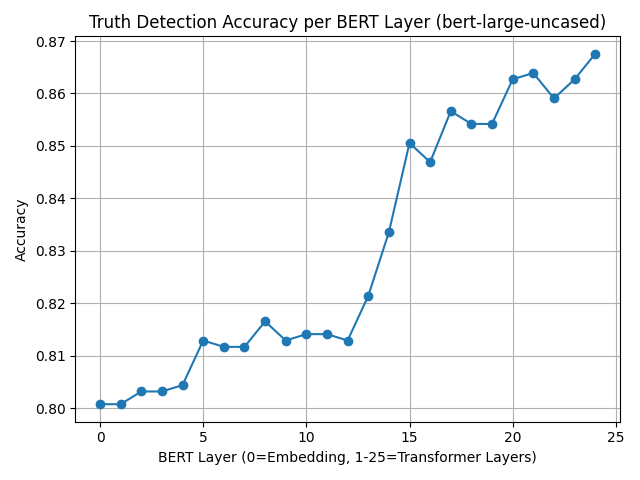 Truth Detection Accuracy per BERT Layer (bert-large-uncased)
0.87
0.86
0.85
0.84
0.83
0.82
0.81
0.80
Accuracy
0 5 10 15 20 25
BERT Layer (0=Embedding, 1-25=Transformer Layers)